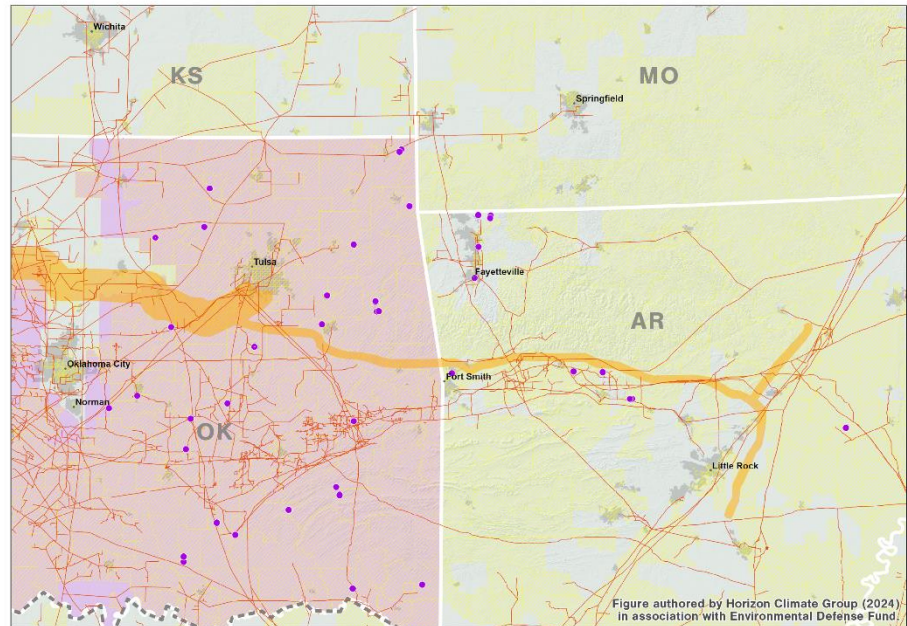 Wichita
KS
MO
Springfield
Tulsa
Fayetteville
AR
Oklahoma City
Fort Smith
Norman
OK
Little Rock
Figure authored by Horizon Climate Group (2024)
in association with Environmental Defense Fund.